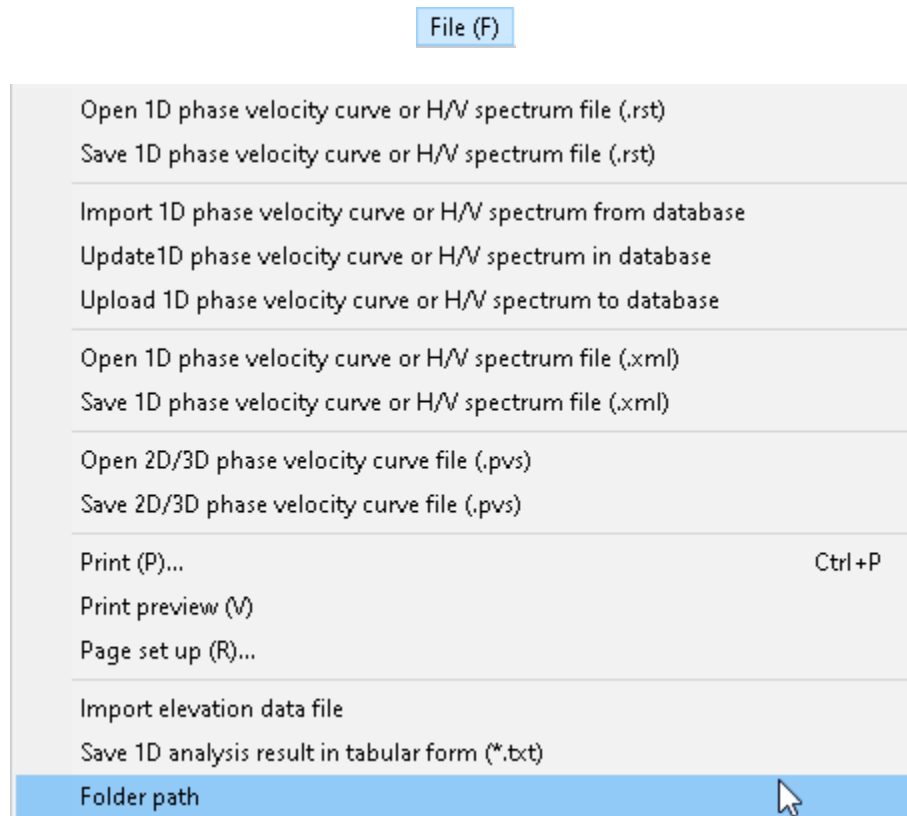 File (F)
Open 1D phase velocity curve or H/V spectrum file (.rst)
Save 1D phase velocity curve or H/V spectrum file (.rst)
Import 1D phase velocity curve or H/V spectrum from database
Update1D phase velocity curve or H/V spectrum in database
Upload 1D phase velocity curve or H/V spectrum to database
Open 1D phase velocity curve or H/V spectrum file (.xml)
Save 1D phase velocity curve or H/V spectrum file (.xml)
Open 2D/3D phase velocity curve file (.pvs)
Save 2D/3D phase velocity curve file (.pvs)
Print (P)... Ctrl+P
Print preview (V)
Page set up (R)...
Import elevation data file
Save 1D analysis result in tabular form (*.txt)
Folder path